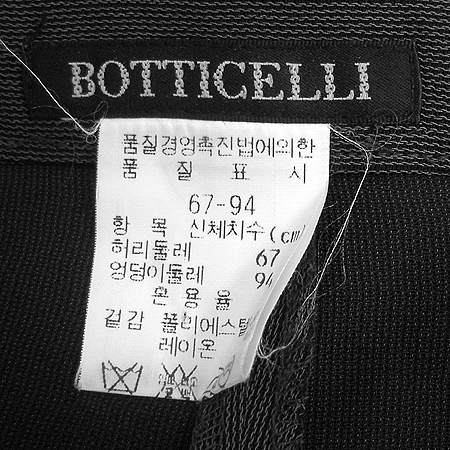 BOTTICELLI
품질경영촉진법에의한
품 질 표 시
67-94
항 목 신체치수(cm
허리둘레 67
엉덩이둘레 94
혼용율
겉감 폴리에스텔
레이온